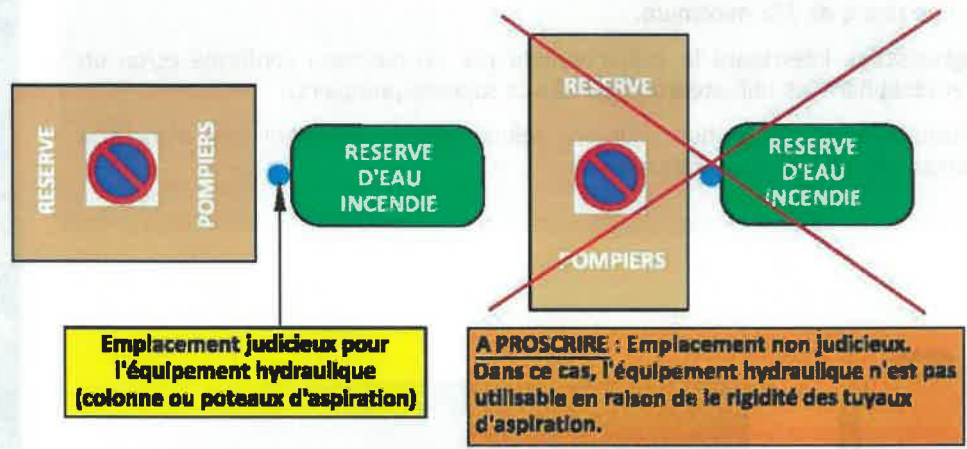 RESERVE
POMPIERS
RESERVE
D'EAU
INCENDIE
RESERVE
POMPIERS
RESERVE
D'EAU
INCENDIE
Emplacement judicieux pour
l'équipement hydraulique
(colonne ou poteaux d'aspiration)
A PROSCRIRE : Emplacement non judicieux.
Dans ce cas, l'équipement hydraulique n'est pas
utilisable en raison de le rigidité des tuyaux
d'aspiration.